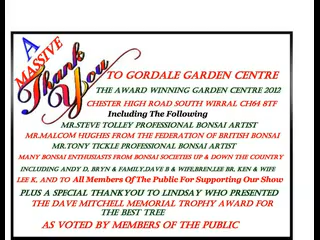 A MASSIVE
Thank You
TO GORDALE GARDEN CENTRE
THE AWARD WINNING GARDEN CENTRE 2012
CHESTER HIGH ROAD SOUTH WIRRAL CH64 8TF
Including The Following
MR.STEVE TOLLEY PROFESSIONAL BONSAI ARTIST
MR.MALCOM HUGHES FROM THE FEDERATION OF BRITISH BONSAI
MR.TONY TICKLE PROFESSIONAL BONSAI ARTIST
MANY BONSAI ENTHUSIASTS FROM BONSAI SOCIETIES UP & DOWN THE COUNTRY
INCLUDING ANDY D, BRYN & FAMILY,DAVE B & WIFE,BREN,LEE BR, KEN & WIFE
LEE K, AND TO All Members Of The Public For Supporting Our Show
PLUS A SPECIAL THANKYOU TO LINDSAY WHO PRESENTED
THE DAVE MITCHELL MEMORIAL TROPHY AWARD FOR
THE BEST TREE
AS VOTED BY MEMBERS OF THE PUBLIC